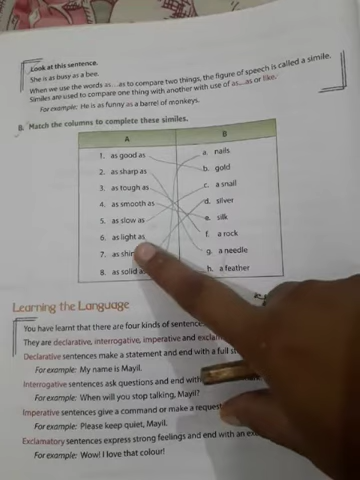 Look at this sentence.
She is as busy as a bee.
When we use the words as...as to compare two things, the figure of speech is called a simile.
Similes are used to compare one thing with another with use of as...as or like.
For example: He is as funny as a barrel of monkeys.
B. Match the columns to complete these similes.
A B
1. as good as a. nails
2. as sharp as b. gold
3. as tough as c. a snail
4. as smooth as d. silver
5. as slow as e. silk
6. as light as f. a rock
7. as shin g. a needle
8. as solid as h. a feather
Learning the Language
You have learnt that there are four kinds of sentence
They are declarative, interrogative, imperative and exclam
Declarative sentences make a statement and end with a full st
For example: My name is Mayil.
Interrogative sentences ask questions and end with
For example: When will you stop talking, Mayil?
Imperative sentences give a command or make a request
For example: Please keep quiet, Mayil.
Exclamatory sentences express strong feelings and end with an ex
For example: Wow! I love that colour!